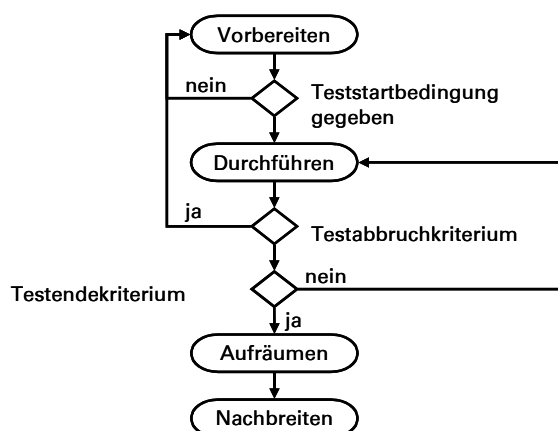 Vorbereiten
nein
Teststartbedingung
gegeben
Durchführen
ja
Testabbruchkriterium
nein
Testendekriterium
ja
Aufräumen
Nachbreiten